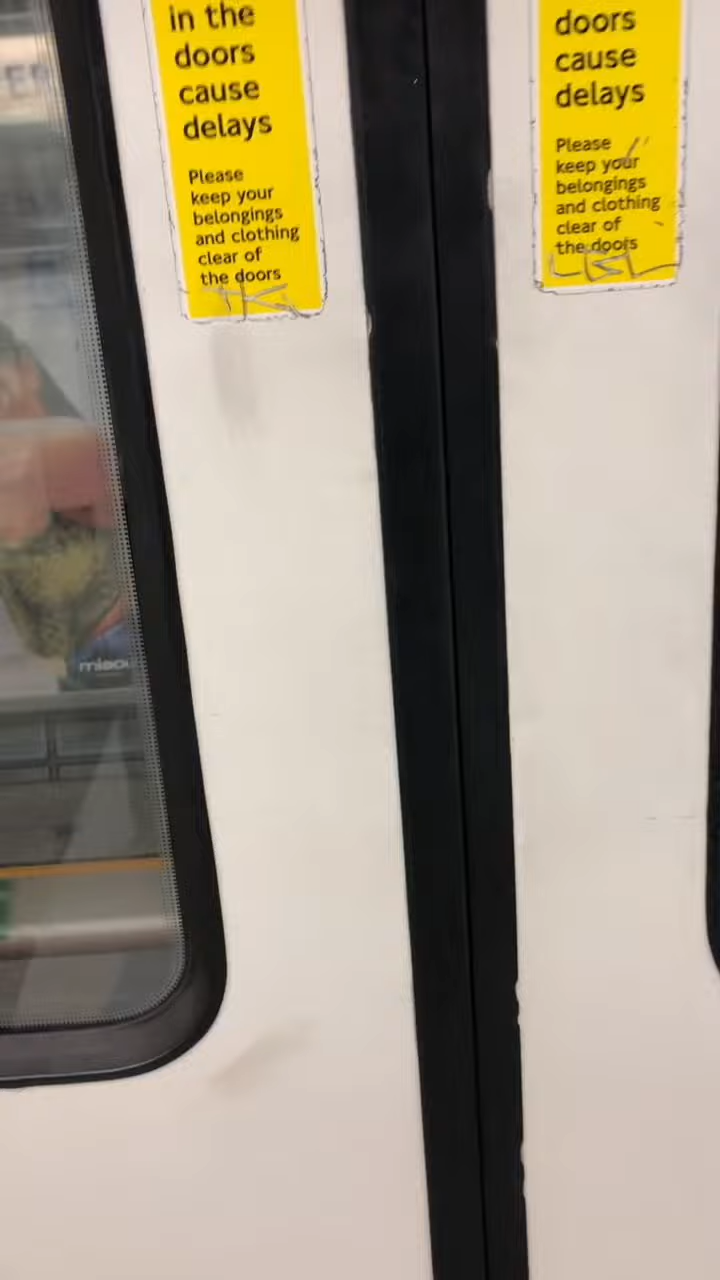 in the
doors
cause
delays
Please
keep your
belongings
and clothing
clear of
the doors
doors
cause
delays
Please
keep your
belongings
and clothing
clear of
the doors